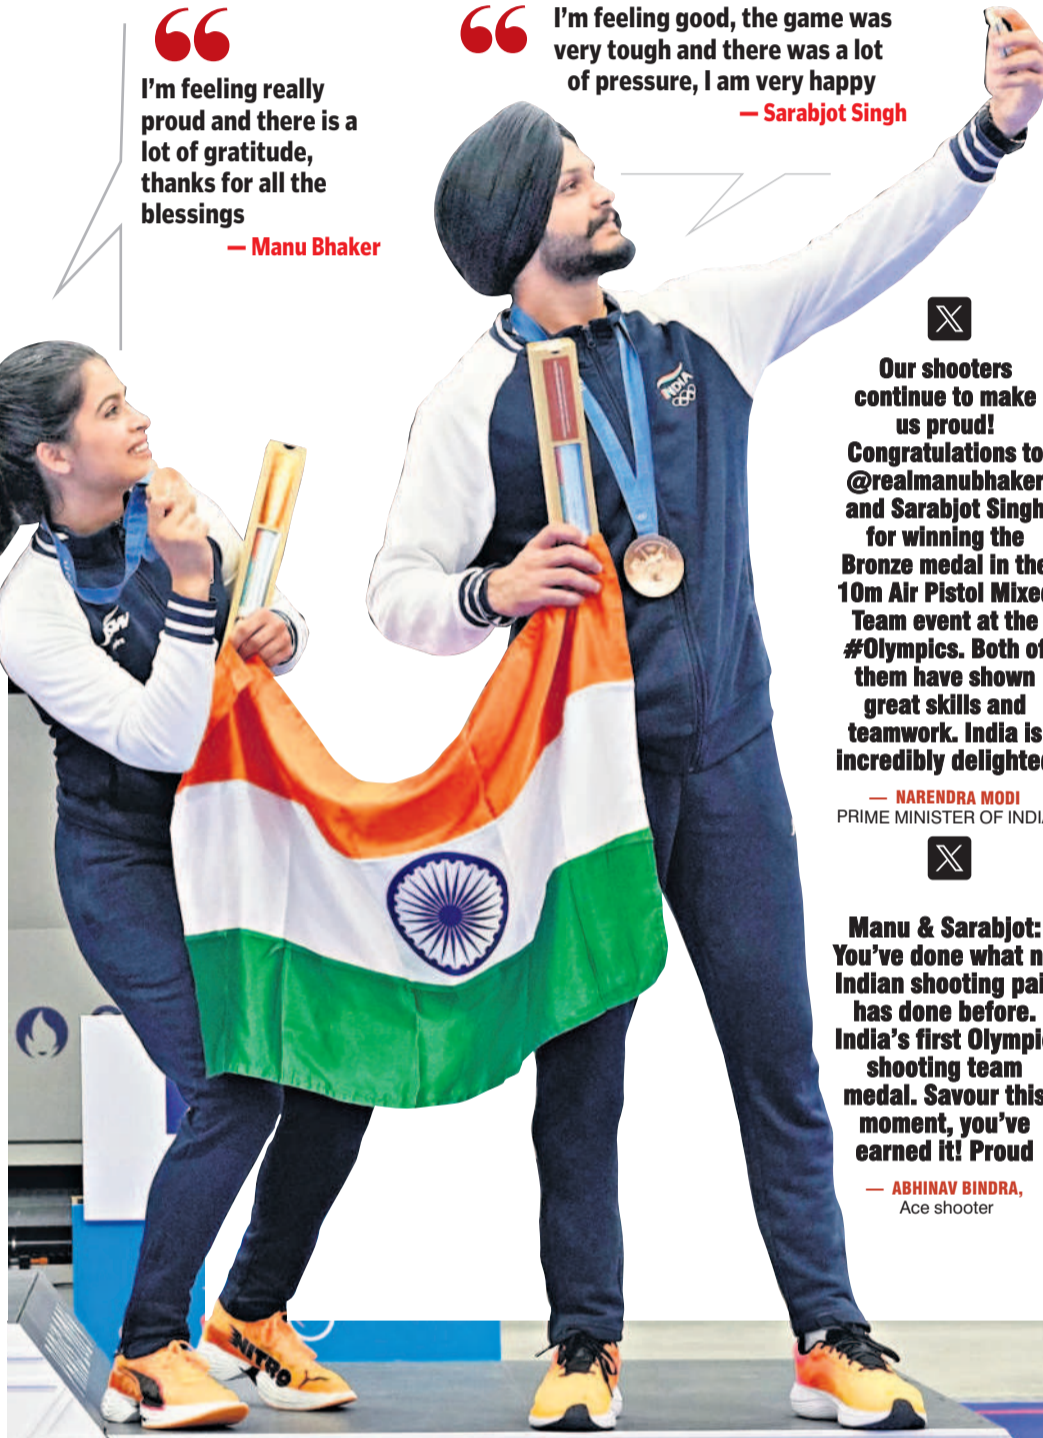 I'm feeling really
proud and there is a
lot of gratitude,
thanks for all the
blessings
— Manu Bhaker
I'm feeling good, the game was
very tough and there was a lot
of pressure, I am very happy
— Sarabjot Singh
INDIA
Our shooters
continue to make
us proud!
Congratulations to
@realmanubhaker
and Sarabjot Singh
for winning the
Bronze medal in the
10m Air Pistol Mixed
Team event at the
#Olympics. Both of
them have shown
great skills and
teamwork. India is
incredibly delighted
— NARENDRA MODI
PRIME MINISTER OF INDIA
Manu & Sarabjot:
You've done what n
Indian shooting pai
has done before.
India's first Olympi
shooting team
medal. Savour this
moment, you've
earned it! Proud
— ABHINAV BINDRA,
Ace shooter
NITRO